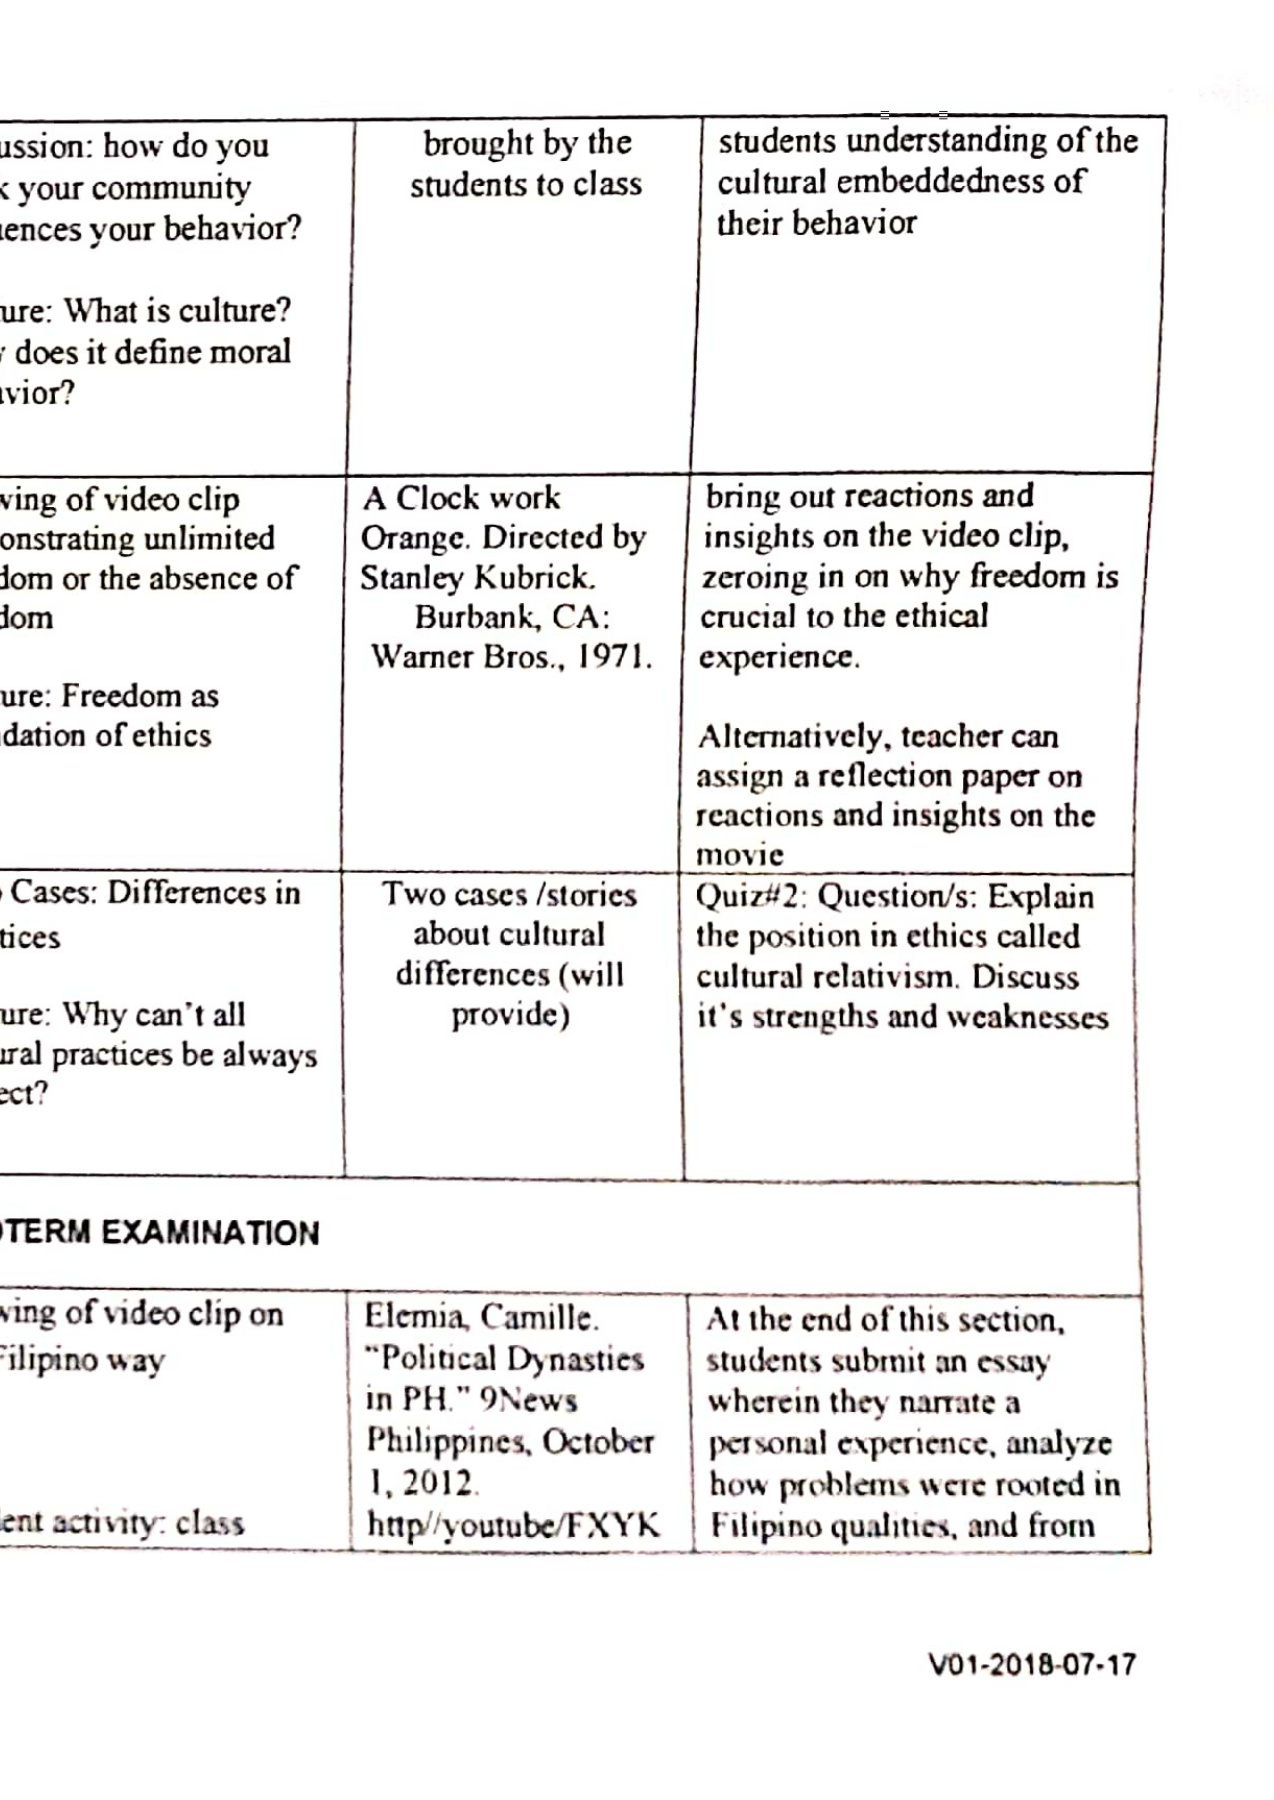 ussion: how do you
k your community
uences your behavior?
ure: What is culture?
y does it define moral
avior?
brought by the
students to class
students understanding of the
cultural embeddedness of
their behavior
wing of video clip
onstrating unlimited
dom or the absence of
dom
ure: Freedom as
dation of ethics
A Clock work
Orange. Directed by
Stanley Kubrick.
Burbank, CA:
Warner Bros., 1971.
bring out reactions and
insights on the video clip,
zeroing in on why freedom is
crucial to the ethical
experience.
Alternatively, teacher can
assign a reflection paper on
reactions and insights on the
movie
o Cases: Differences in
tices
ure: Why can't all
ural practices be always
ect?
Two cases /stories
about cultural
differences (will
provide)
Quiz#2: Question/s: Explain
the position in ethics called
cultural relativism. Discuss
it's strengths and weaknesses
DTERM EXAMINATION
wing of video clip on
Filipino way
ent activity: class
Elemia, Camille.
"Political Dynasties
in PH." 9News
Philippines, October
1, 2012.
http//youtube/FXYK
At the end of this section,
students submit an essay
wherein they narrate a
personal experience, analyze
how problems were rooted in
Filipino qualities, and from
V01-2018-07-17